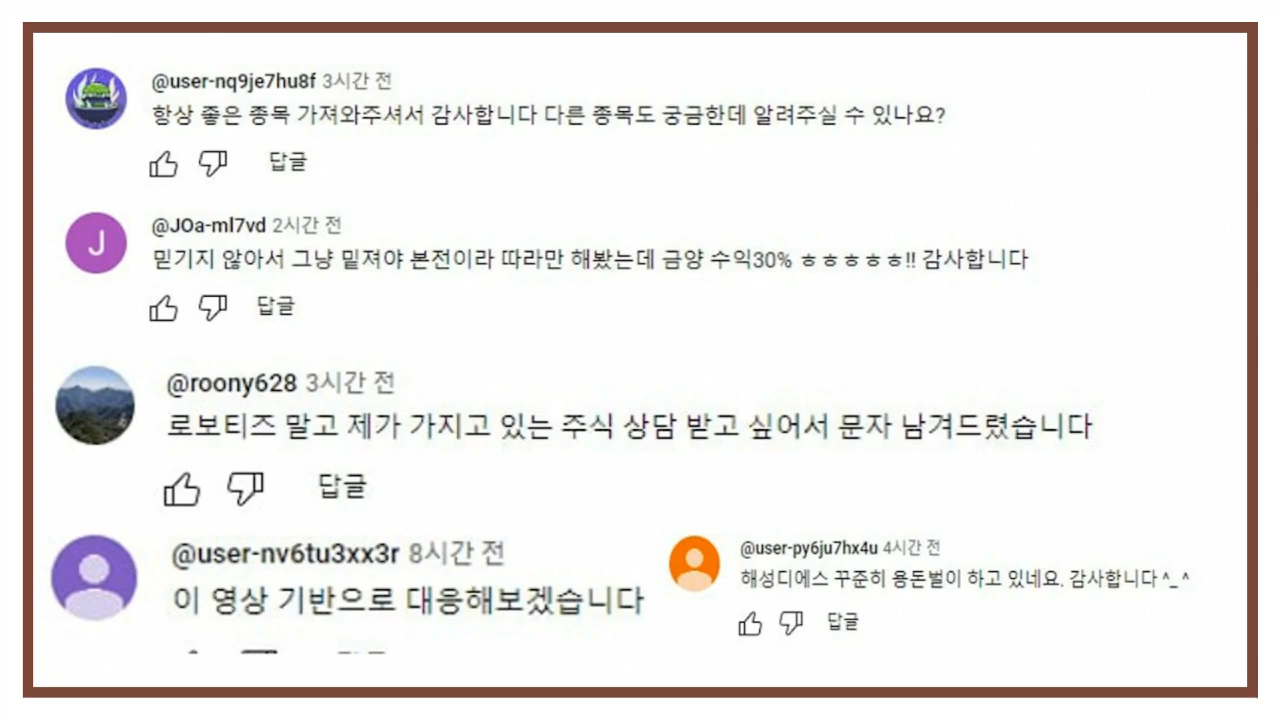 @user-nq9je7hu8f 3시간 전
항상 좋은 종목 가져와주셔서 감사합니다 다른 종목도 궁금한데 알려주실 수 있나요?
답글
J
@JOa-ml7vd 2시간 전
믿기지 않아서 그냥 밑져야 본전이라 따라만 해봤는데 금양 수익30% ㅎㅎㅎㅎㅎ!! 감사합니다
답글
@roony628 3시간 전
로보티즈 말고 제가 가지고 있는 주식 상담 받고 싶어서 문자 남겨드렸습니다
답글
@user-nv6tu3xx3r 8시간 전
이 영상 기반으로 대응해보겠습니다
@user-py6ju7hx4u 4시간 전
해성디에스 꾸준히 용돈벌이 하고 있네요. 감사합니다 ^_^
답글